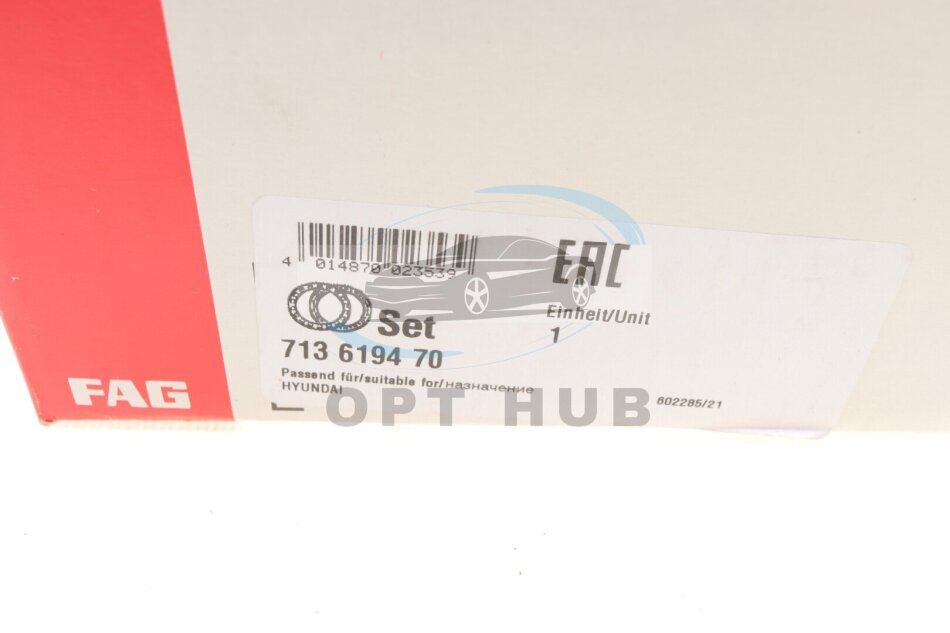 4 014870 023539
EAC
Set
Einheit/Unit
1
713 6194 70
Passend für/suitable for/назначение
HYUNDAI
602285/21
FAG
OPT HUB